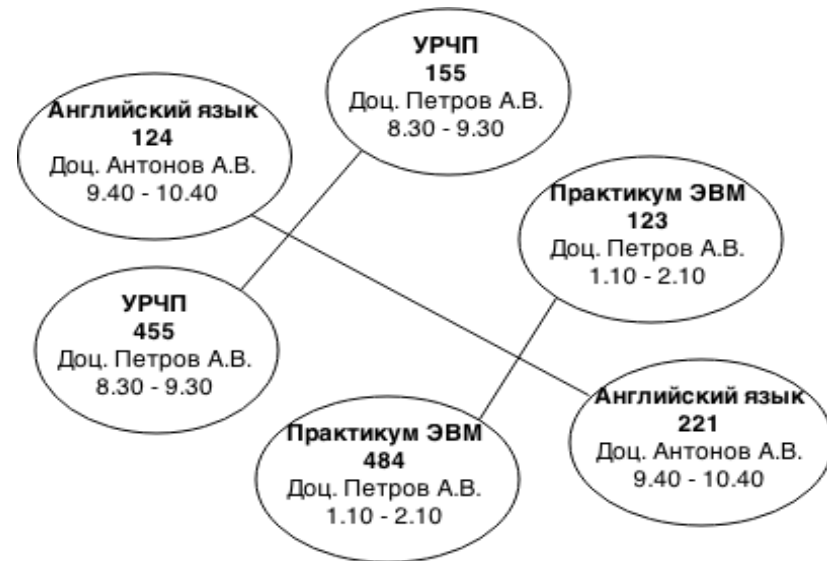 УРЧП
155
Доц. Петров А.В.
8.30 - 9.30
Английский язык
124
Доц. Антонов А.В.
9.40 - 10.40
Практикум ЭВМ
123
Доц. Петров А.В.
1.10 - 2.10
УРЧП
455
Доц. Петров А.В.
8.30 - 9.30
Английский язык
221
Доц. Антонов А.В.
9.40 - 10.40
Практикум ЭВМ
484
Доц. Петров А.В.
1.10 - 2.10